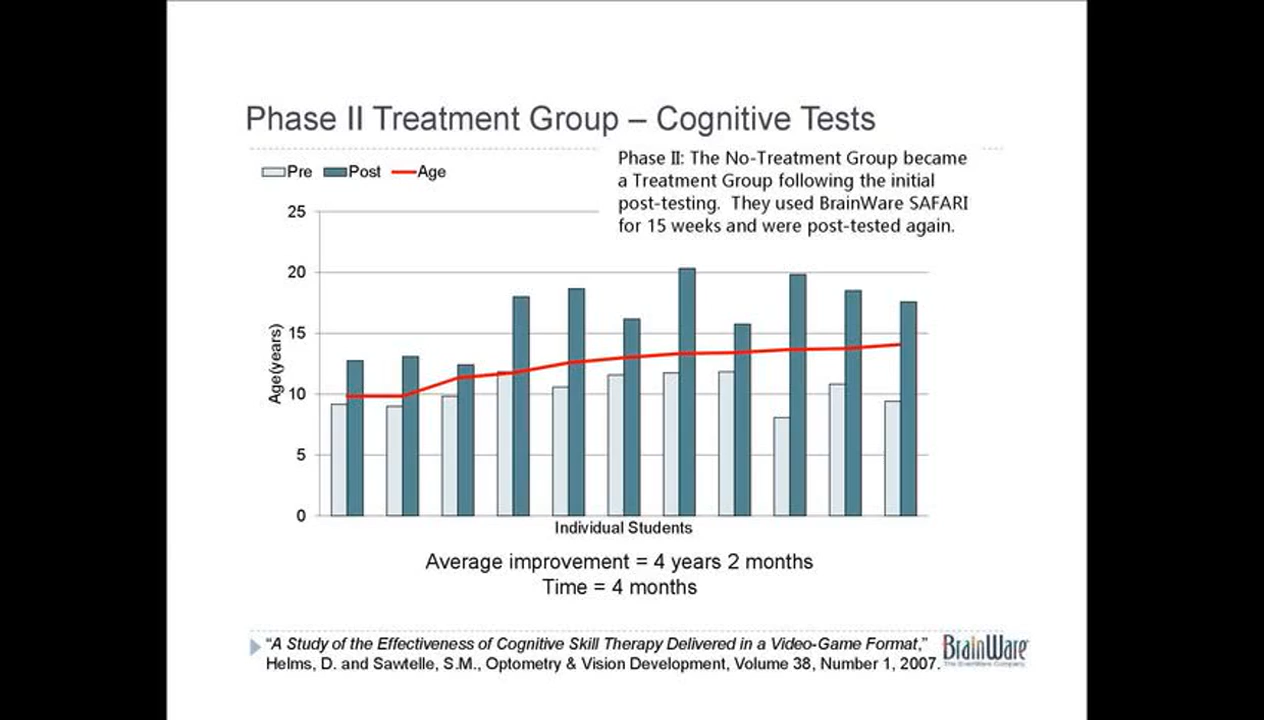 Phase II Treatment Group – Cognitive Tests
Phase II: The No-Treatment Group became
a Treatment Group following the initial
post-testing. They used BrainWare SAFARI
for 15 weeks and were post-tested again.
Pre Post Age
25
20
15
10
5
0
Age(years)
Individual Students
Average improvement = 4 years 2 months
Time = 4 months
“A Study of the Effectiveness of Cognitive Skill Therapy Delivered in a Video-Game Format,”
Helms, D. and Sawtelle, S.M., Optometry & Vision Development, Volume 38, Number 1, 2007.
BrainWare
The BrainWare Company